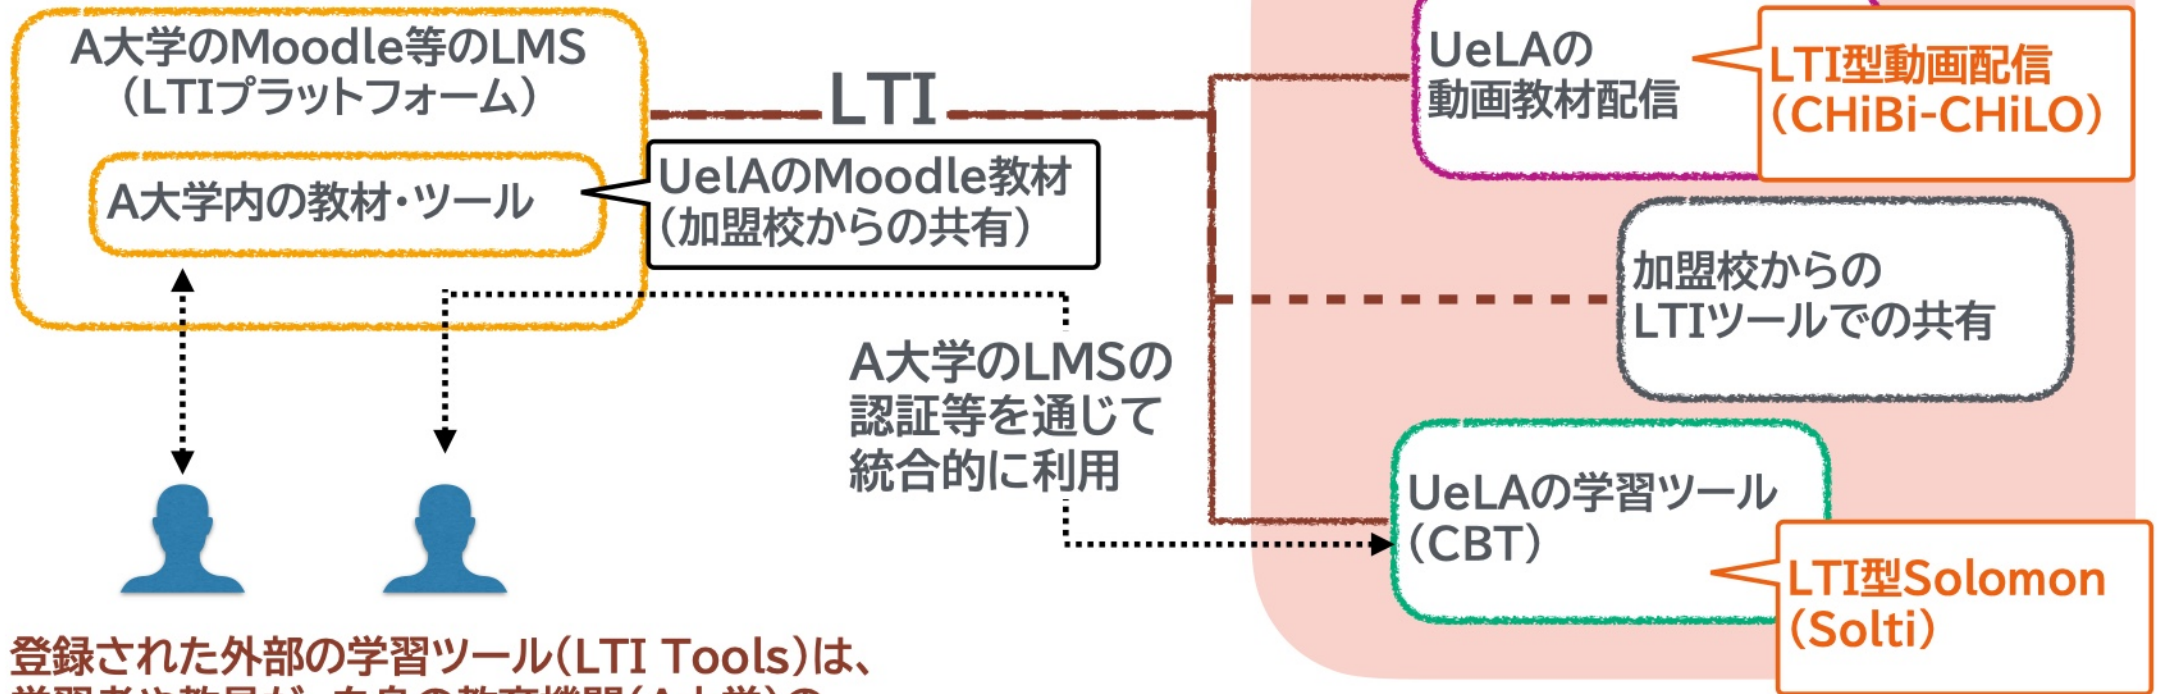 A大学のMoodle等のLMS
（LTIプラットフォーム）
A大学内の教材・ツール
UelAのMoodle教材
（加盟校からの共有）
LTI
A大学のLMSの
認証等を通じて
統合的に利用
UeLAの
動画教材配信
LTI型動画配信
（CHiBi-CHiLO）
加盟校からの
LTIツールでの共有
UeLAの学習ツール
（CBT）
LTI型Solomon
（Solti）
登録された外部の学習ツール（LTI Tools）は、